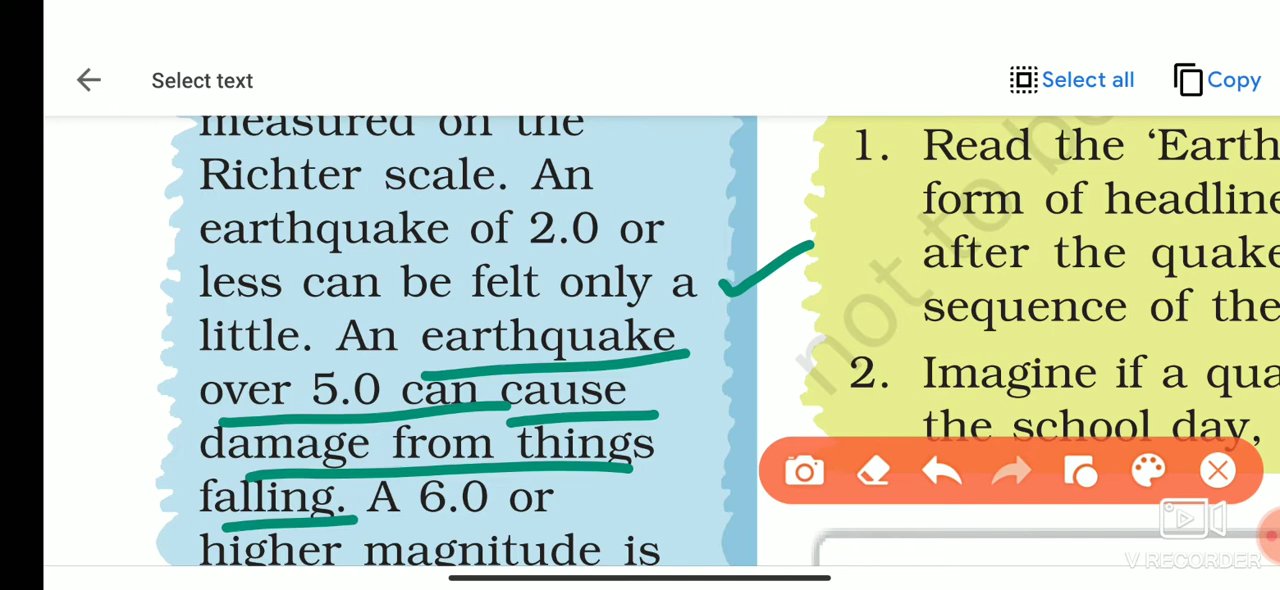 Select text
Select all
Copy
measured on the
Richter scale. An
earthquake of 2.0 or
less can be felt only a
little. An earthquake
over 5.0 can cause
damage from things
falling. A 6.0 or
higher magnitude is
1. Read the ‘Earth
form of headline
after the quake
sequence of the
2. Imagine if a qua
the school day,
not to be
V RECORDER